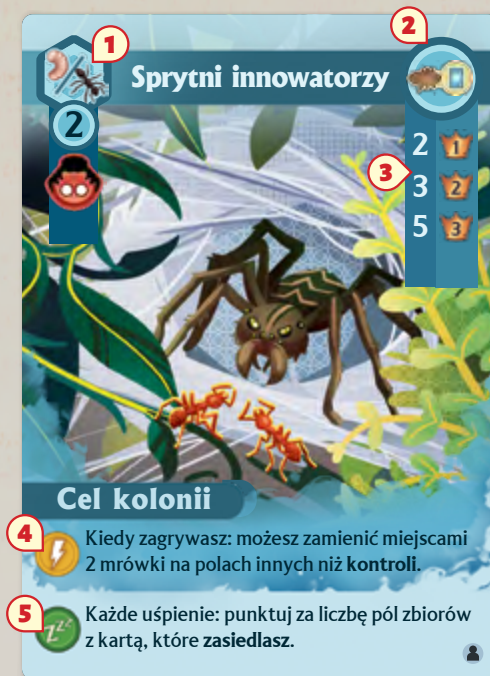 1
2
Sprytni innowatorzy
2
3
2 1
3 2
5 3
Cel kolonii
4
Kiedy zagrywasz: możesz zamienić miejscami
2 mrówki na polach innych niż kontroli.
5
zzz
Każde uśpienie: punktuj za liczbę pól zbiorów
z kartą, które zasiedlasz.